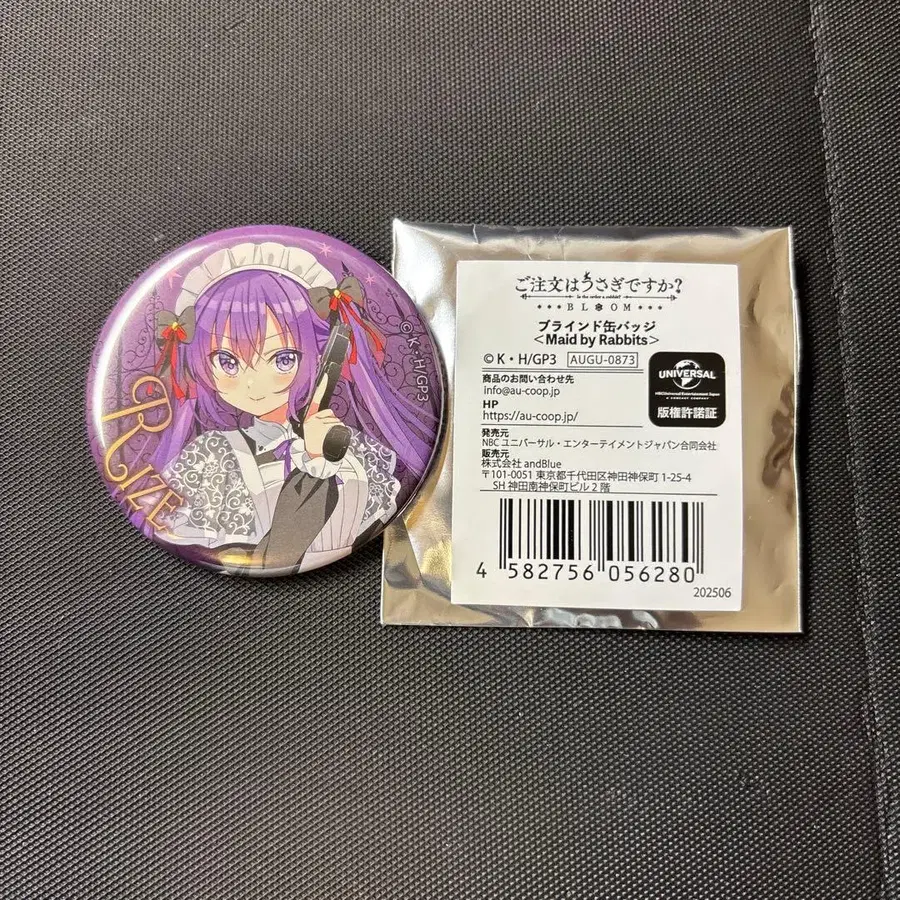 RIZE
©K・H/GP3
ご注文はうさぎですか?
Is the order a rabbit?
BLOOM
ブラインド缶バッジ
<Maid by Rabbits>
©K・H/GP3 AUGU-0873
商品のお問い合わせ先
info@au-coop.jp
HP
https://au-coop.jp/
UNIVERSAL
NBCUniversal Entertainment Japan
A COMCAST COMPANY
版権許諾証
発売元
NBCユニバーサル・エンターテイメントジャパン合同会社
販売元
株式会社 andBlue
〒101-0051 東京都千代田区神田神保町 1-25-4
SH 神田南神保町ビル 2 階
4 582756 056280
202506